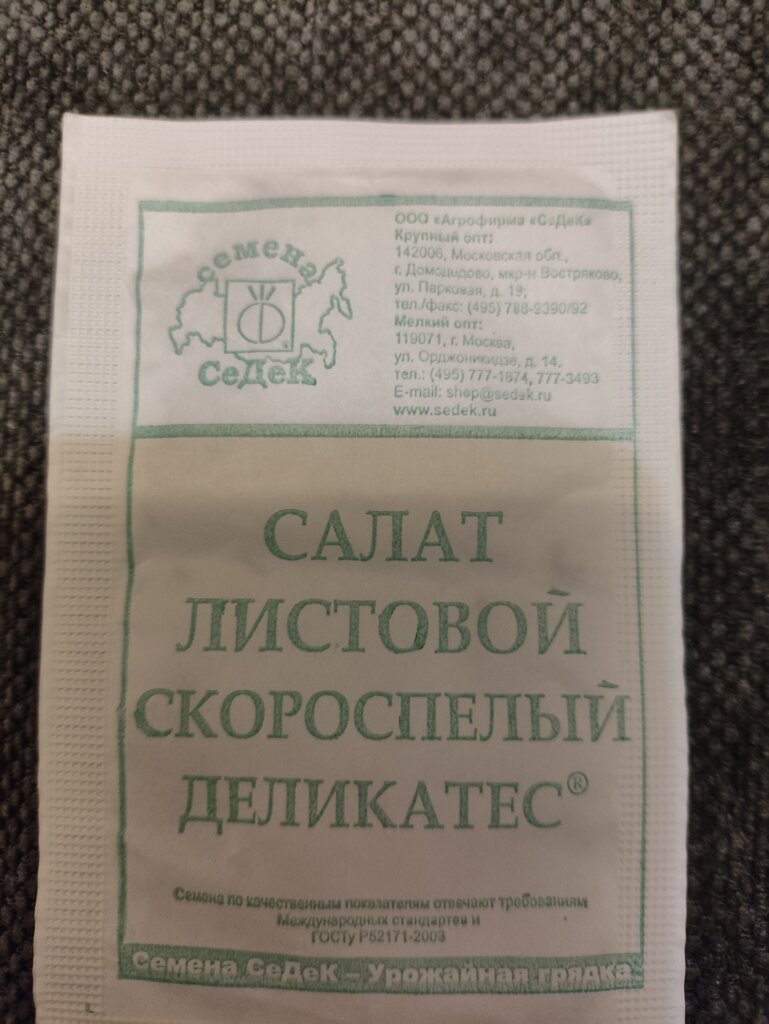 семена
СеДеК
ООО «Агрофирма «СеДеК»
Крупный опт:
142006, Московская обл.,
г. Домодедово, мкр-н Востряково,
ул. Парковая, д. 19;
тел./факс: (495) 788-9390/92
Мелкий опт:
119071, г. Москва,
ул. Орджоникидзе, д. 14,
тел.: (495) 777-1874, 777-3493
E-mail: shop@sedek.ru
www.sedek.ru
САЛАТ
ЛИСТОВОЙ
СКОРОСПЕЛЫЙ
ДЕЛИКАТЕС®
Семена по качественным показателям отвечают требованиям
Международных стандартов и
ГОСТу Р52171-2003
Семена СеДеК – Урожайная грядка